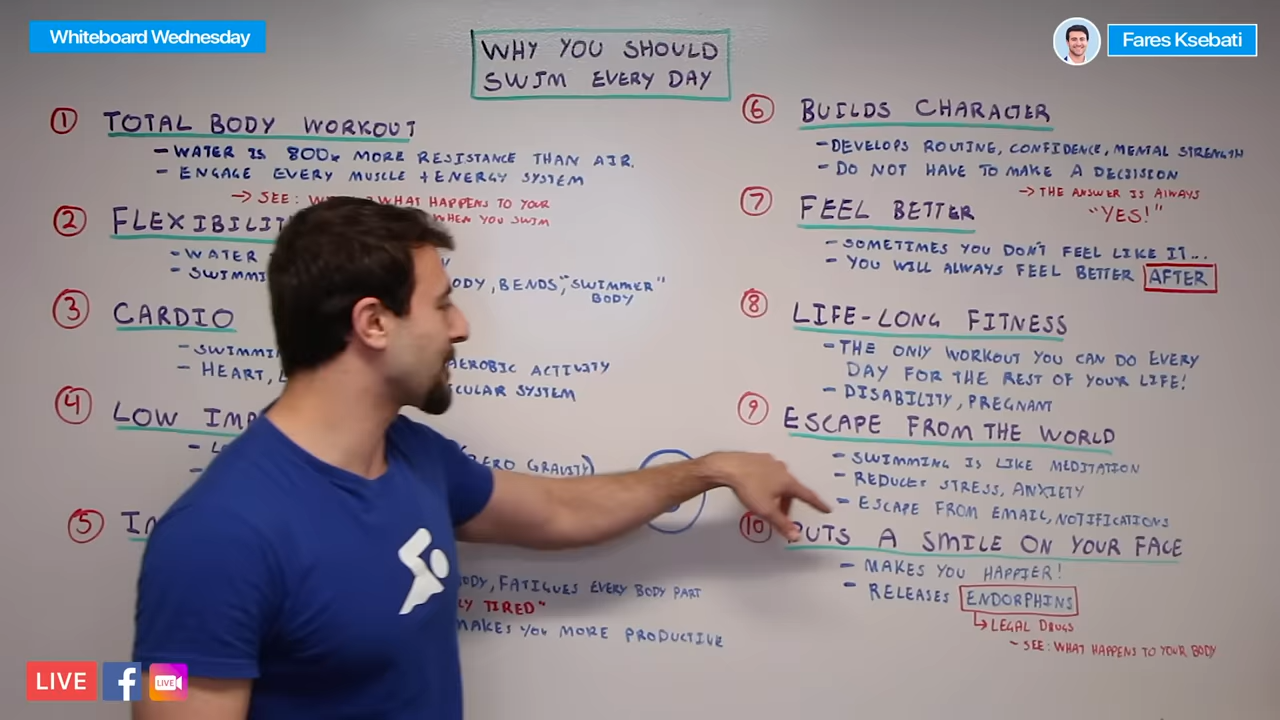 Whiteboard Wednesday
Fares Ksebati
WHY YOU SHOULD
SWIM EVERY DAY
1 TOTAL BODY WORKOUT
- WATER IS 800x MORE RESISTANCE THAN AIR.
- ENGAGE EVERY MUSCLE + ENERGY SYSTEM
→ SEE: WHAT HAPPENS TO YOUR
WHEN YOU SWIM
2 FLEXIBILIT
- WATER
- SWIMMI
BODY, BENDS, "SWIMMER"
BODY
3 CARDIO
- SWIMMI AEROBIC ACTIVITY
- HEART, CULAR SYSTEM
4 LOW IMP
(ZERO GRAVITY)
5
ODY, FATIGUES EVERY BODY PART
LY TIRED"
MAKES YOU MORE PRODUCTIVE
6 BUILDS CHARACTER
- DEVELOPS ROUTINE, CONFIDENCE, MENTAL STRENGTH
- DO NOT HAVE TO MAKE A DECISION
→ THE ANSWER IS ALWAYS
"YES!"
7 FEEL BETTER
- SOMETIMES YOU DON'T FEEL LIKE IT...
- YOU WILL ALWAYS FEEL BETTER AFTER
8 LIFE-LONG FITNESS
- THE ONLY WORKOUT YOU CAN DO EVERY
DAY FOR THE REST OF YOUR LIFE!
- DISABILITY, PREGNANT
9 ESCAPE FROM THE WORLD
- SWIMMING IS LIKE MEDITATION
- REDUCES STRESS, ANXIETY
- ESCAPE FROM EMAIL, NOTIFICATIONS
10 PUTS A SMILE ON YOUR FACE
- MAKES YOU HAPPIER!
- RELEASES ENDORPHINS
↳ LEGAL DRUGS
- SEE: WHAT HAPPENS TO YOUR BODY
LIVE
f
LIVE